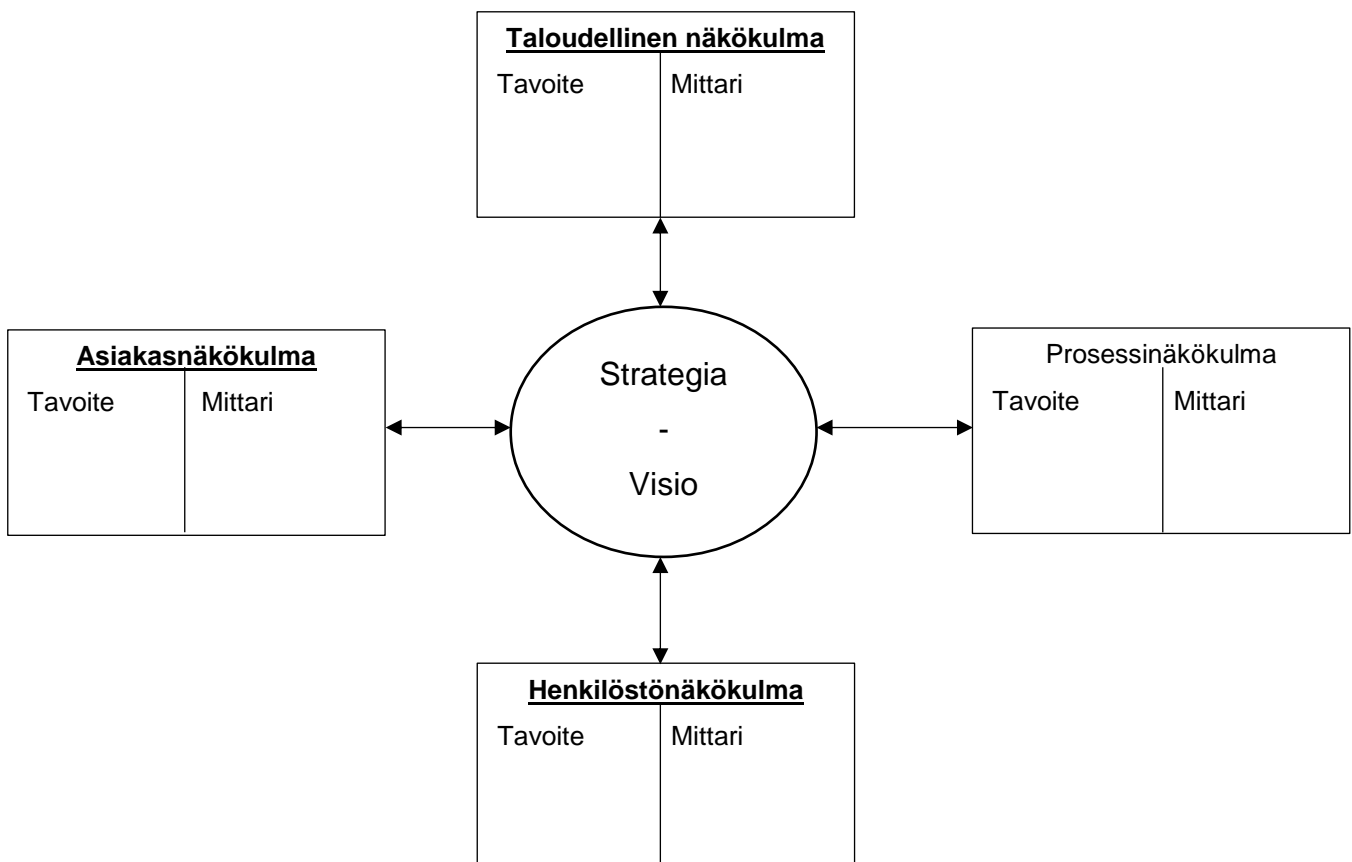 Taloudellinen näkökulma
Tavoite Mittari
Asiakasnäkökulma
Tavoite Mittari
Strategia
-
Visio
Prosessinäkökulma
Tavoite Mittari
Henkilöstönäkökulma
Tavoite Mittari